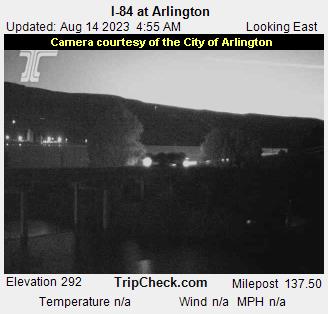 I-84 at Arlington
Updated: Aug 14 2023 4:55 AM Looking East
Camera courtesy of the City of Arlington
Elevation 292 TripCheck.com Milepost 137.50
Temperature n/a Wind n/a MPH n/a